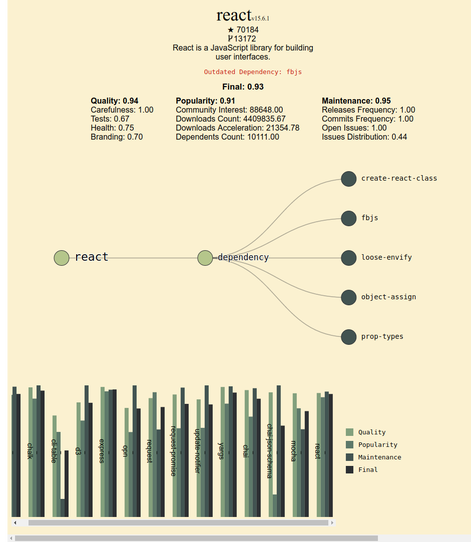 react v15.6.1
★ 70184
13172
React is a JavaScript library for building
user interfaces.
Outdated Dependency: fbjs
Final: 0.93
Quality: 0.94
Carefulness: 1.00
Tests: 0.67
Health: 0.75
Branding: 0.70
Popularity: 0.91
Community Interest: 88648.00
Downloads Count: 4409835.67
Downloads Acceleration: 21354.78
Dependents Count: 10111.00
Maintenance: 0.95
Releases Frequency: 1.00
Commits Frequency: 1.00
Open Issues: 1.00
Issues Distribution: 0.44
react
dependency
create-react-class
fbjs
loose-envify
object-assign
prop-types
chalk
cli-table
d3
express
opn
request
request-promise
update-notifier
yargs
chai
chai-json-schema
mocha
react
Quality
Popularity
Maintenance
Final